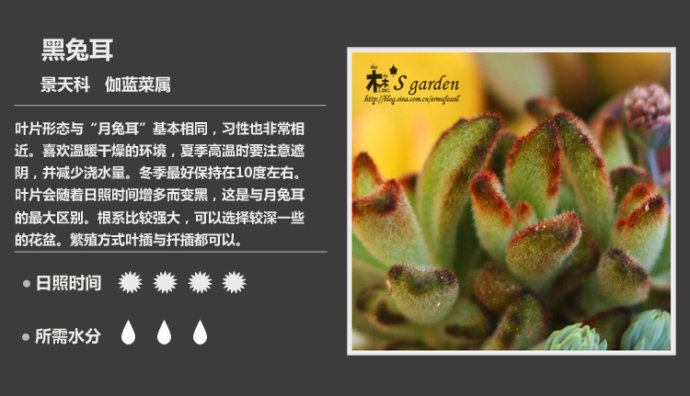 黑兔耳
景天科 伽蓝菜属
叶片形态与“月兔耳”基本相同，习性也非常相
近。喜欢温暖干燥的环境，夏季高温时要注意遮
阴，并减少浇水量。冬季最好保持在10度左右。
叶片会随着日照时间增多而变黑，这是与月兔耳
的最大区别。根系比较强大，可以选择较深一些
的花盆。繁殖方式叶插与扦插都可以。
日照时间
所需水分
's garden
http://blog.sina.com.cn/ermafossil